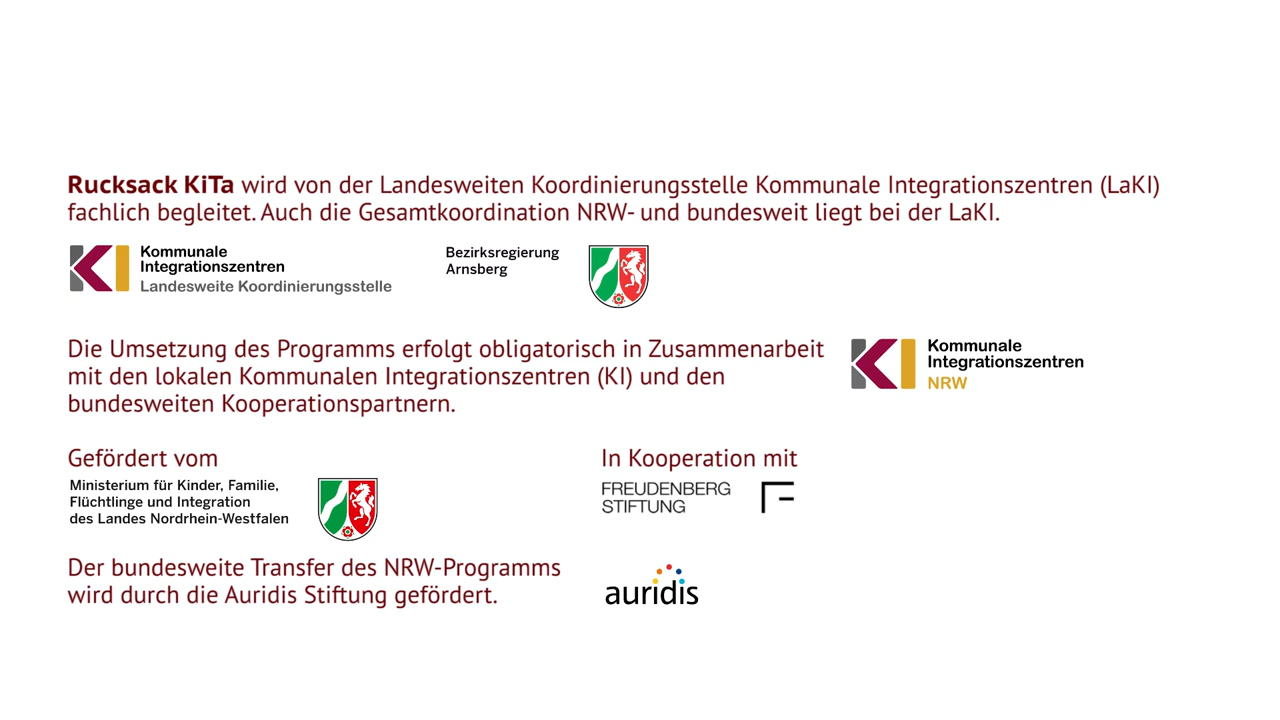 Rucksack KiTa wird von der Landesweiten Koordinierungsstelle Kommunale Integrationszentren (LaKI)
fachlich begleitet. Auch die Gesamtkoordination NRW- und bundesweit liegt bei der LaKI.
KI
Kommunale
Integrationszentren
Landesweite Koordinierungsstelle
Bezirksregierung
Arnsberg
Die Umsetzung des Programms erfolgt obligatorisch in Zusammenarbeit
mit den lokalen Kommunalen Integrationszentren (KI) und den
bundesweiten Kooperationspartnern.
KI
Kommunale
Integrationszentren
NRW
Gefördert vom
Ministerium für Kinder, Familie,
Flüchtlinge und Integration
des Landes Nordrhein-Westfalen
In Kooperation mit
FREUDENBERG
STIFTUNG
F
Der bundesweite Transfer des NRW-Programms
wird durch die Auridis Stiftung gefördert.
auridis